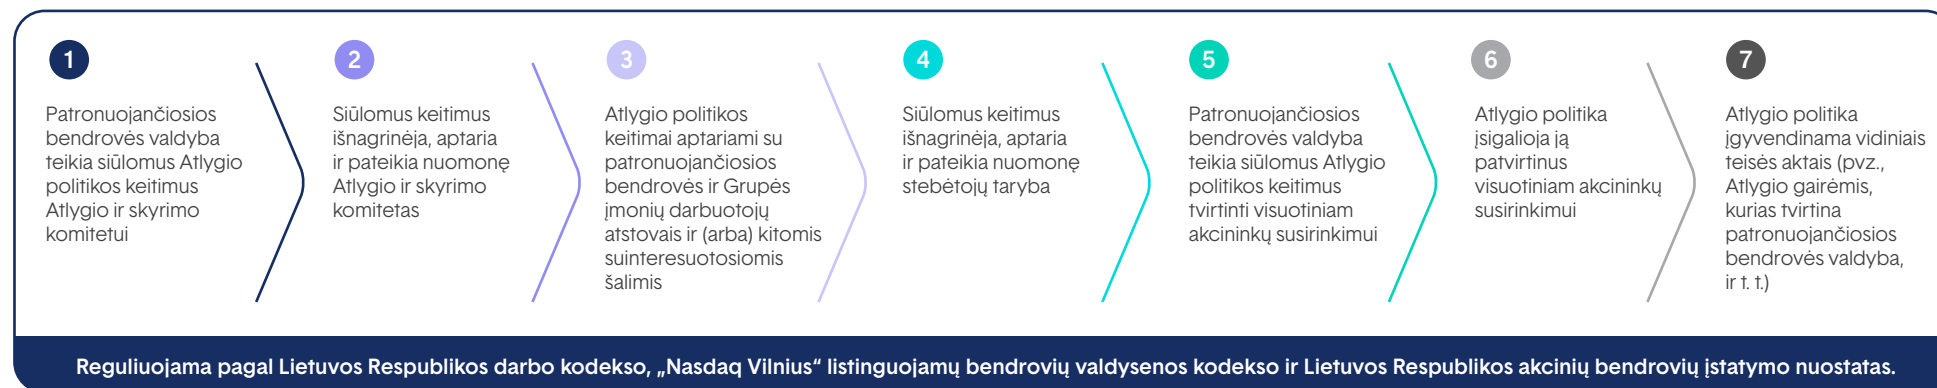 1
Patronuojančiosios
bendrovės valdyba
teikia siūlomus Atlygio
politikos keitimus
Atlygio ir skyrimo
komitetui
2
Siūlomus keitimus
išnagrinėja, aptaria
ir pateikia nuomonę
Atlygio ir skyrimo
komitetas
3
Atlygio politikos
keitimai aptariami su
patronuojančiosios
bendrovės ir Grupės
įmonių darbuotojų
atstovais ir (arba) kitomis
suinteresuotosiomis
šalimis
4
Siūlomus keitimus
išnagrinėja, aptaria
ir pateikia nuomonę
stebėtojų taryba
5
Patronuojančiosios
bendrovės valdyba
teikia siūlomus Atlygio
politikos keitimus
tvirtinti visuotiniam
akcininkų susirinkimui
6
Atlygio politika
įsigalioja ją
patvirtinus
visuotiniam akcininkų
susirinkimui
7
Atlygio politika
įgyvendinama vidiniais
teisės aktais (pvz.,
Atlygio gairėmis,
kurias tvirtina
patronuojančiosios
bendrovės valdyba,
ir t. t.)
Reguliuojama pagal Lietuvos Respublikos darbo kodekso, „Nasdaq Vilnius“ listinguojamų bendrovių valdysenos kodekso ir Lietuvos Respublikos akcinių bendrovių įstatymo nuostatas.